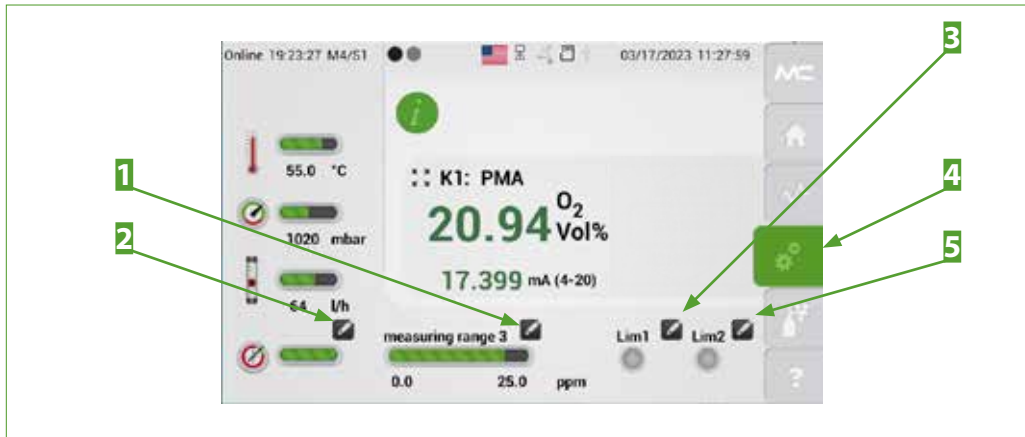 Online 19:23:27 M4/S1
03/17/2023 11:27:59
3
MC
i
1
55.0 °C
K1: PMA
4
20.94 O2 Vol%
2
1020 mbar
17.399 mA (4-20)
5
64 l/h
measuring range 3
Lim1
Lim2
0.0 25.0 ppm
?